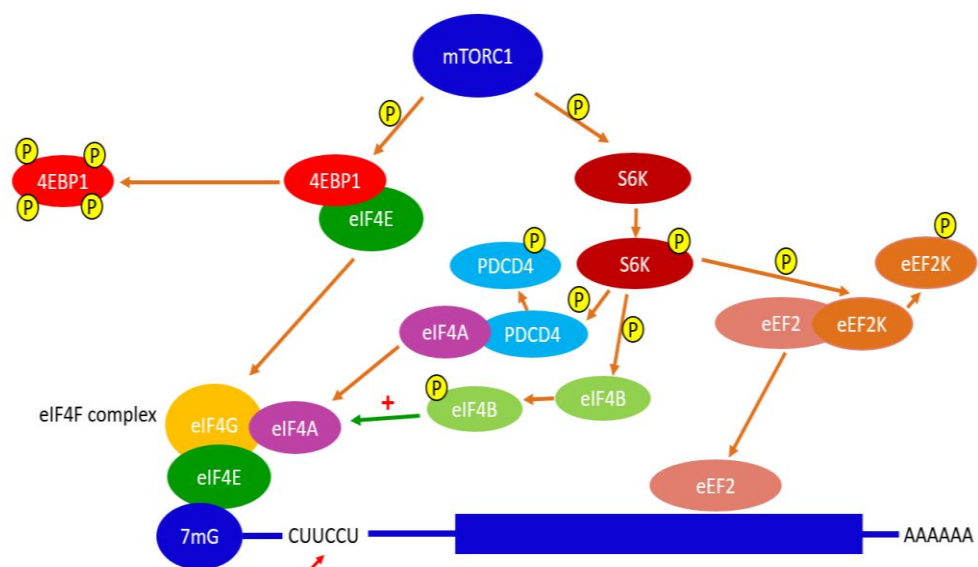 mTORC1
P
P
P
P
4EBP1
P
P
4EBP1
eIF4E
S6K
P
S6K
P
PDCD4
P
eIF4A
PDCD4
P
P
P
eEF2K
eEF2
eEF2K
eIF4F complex
eIF4G
eIF4A
+
P
eIF4B
eIF4B
eIF4E
eEF2
7mG
CUUCCU
AAAAAA